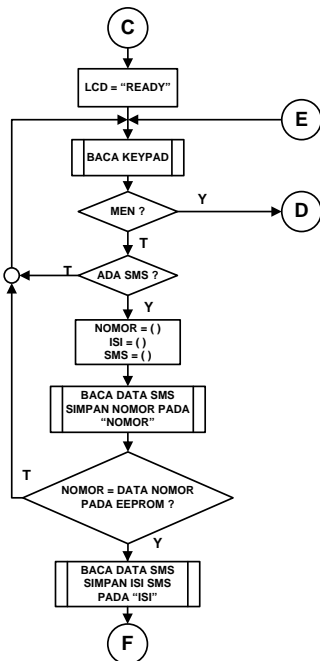 C
LCD = “READY”
E
BACA KEYPAD
MEN ?
Y
D
T
ADA SMS ?
T
Y
NOMOR = ( )
ISI = ( )
SMS = ( )
BACA DATA SMS
SIMPAN NOMOR PADA
“NOMOR”
T
NOMOR = DATA NOMOR
PADA EEPROM ?
Y
BACA DATA SMS
SIMPAN ISI SMS
PADA “ISI”
F